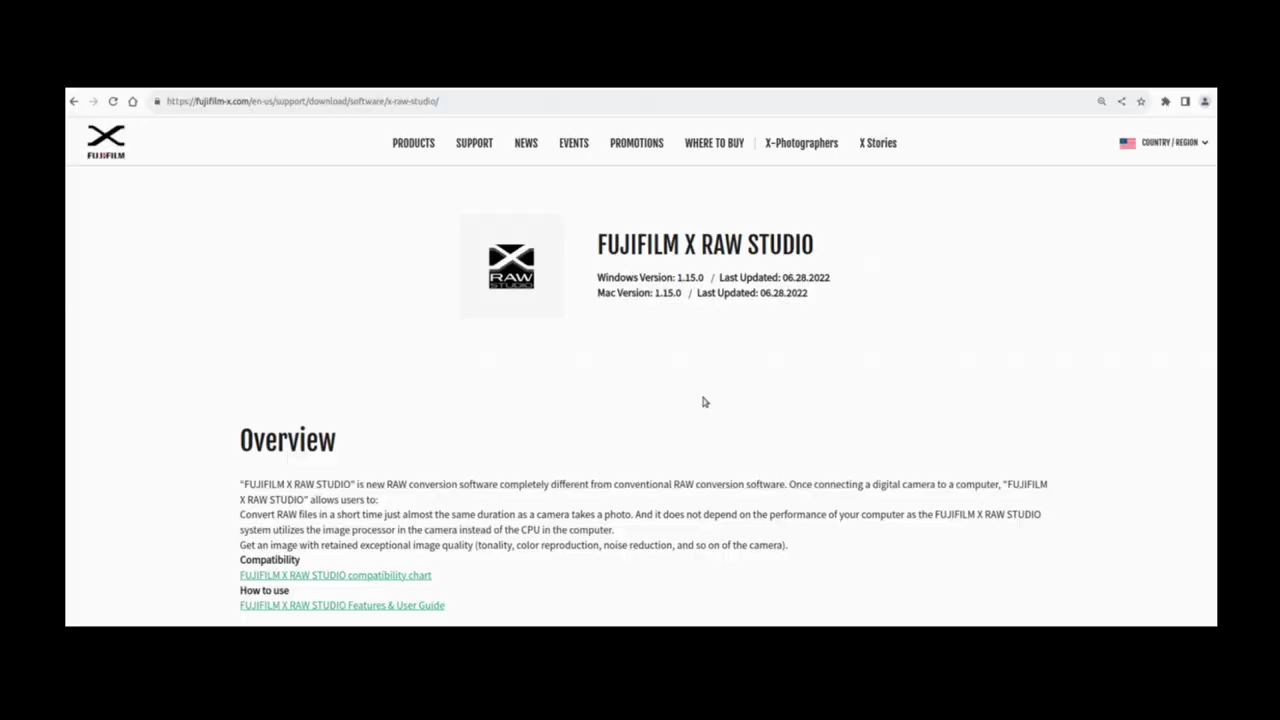 https://fujifilm-x.com/en-us/support/download/software/x-raw-studio/
FUJIFILM
PRODUCTS SUPPORT NEWS EVENTS PROMOTIONS WHERE TO BUY X-Photographers X Stories COUNTRY / REGION
RAW
STUDIO
FUJIFILM X RAW STUDIO
Windows Version: 1.15.0 / Last Updated: 06.28.2022
Mac Version: 1.15.0 / Last Updated: 06.28.2022
Overview
"FUJIFILM X RAW STUDIO" is new RAW conversion software completely different from conventional RAW conversion software. Once connecting a digital camera to a computer, "FUJIFILM
X RAW STUDIO" allows users to:
Convert RAW files in a short time just almost the same duration as a camera takes a photo. And it does not depend on the performance of your computer as the FUJIFILM X RAW STUDIO
system utilizes the image processor in the camera instead of the CPU in the computer.
Get an image with retained exceptional image quality (tonality, color reproduction, noise reduction, and so on of the camera).
Compatibility
FUJIFILM X RAW STUDIO compatibility chart
How to use
FUJIFILM X RAW STUDIO Features & User Guide